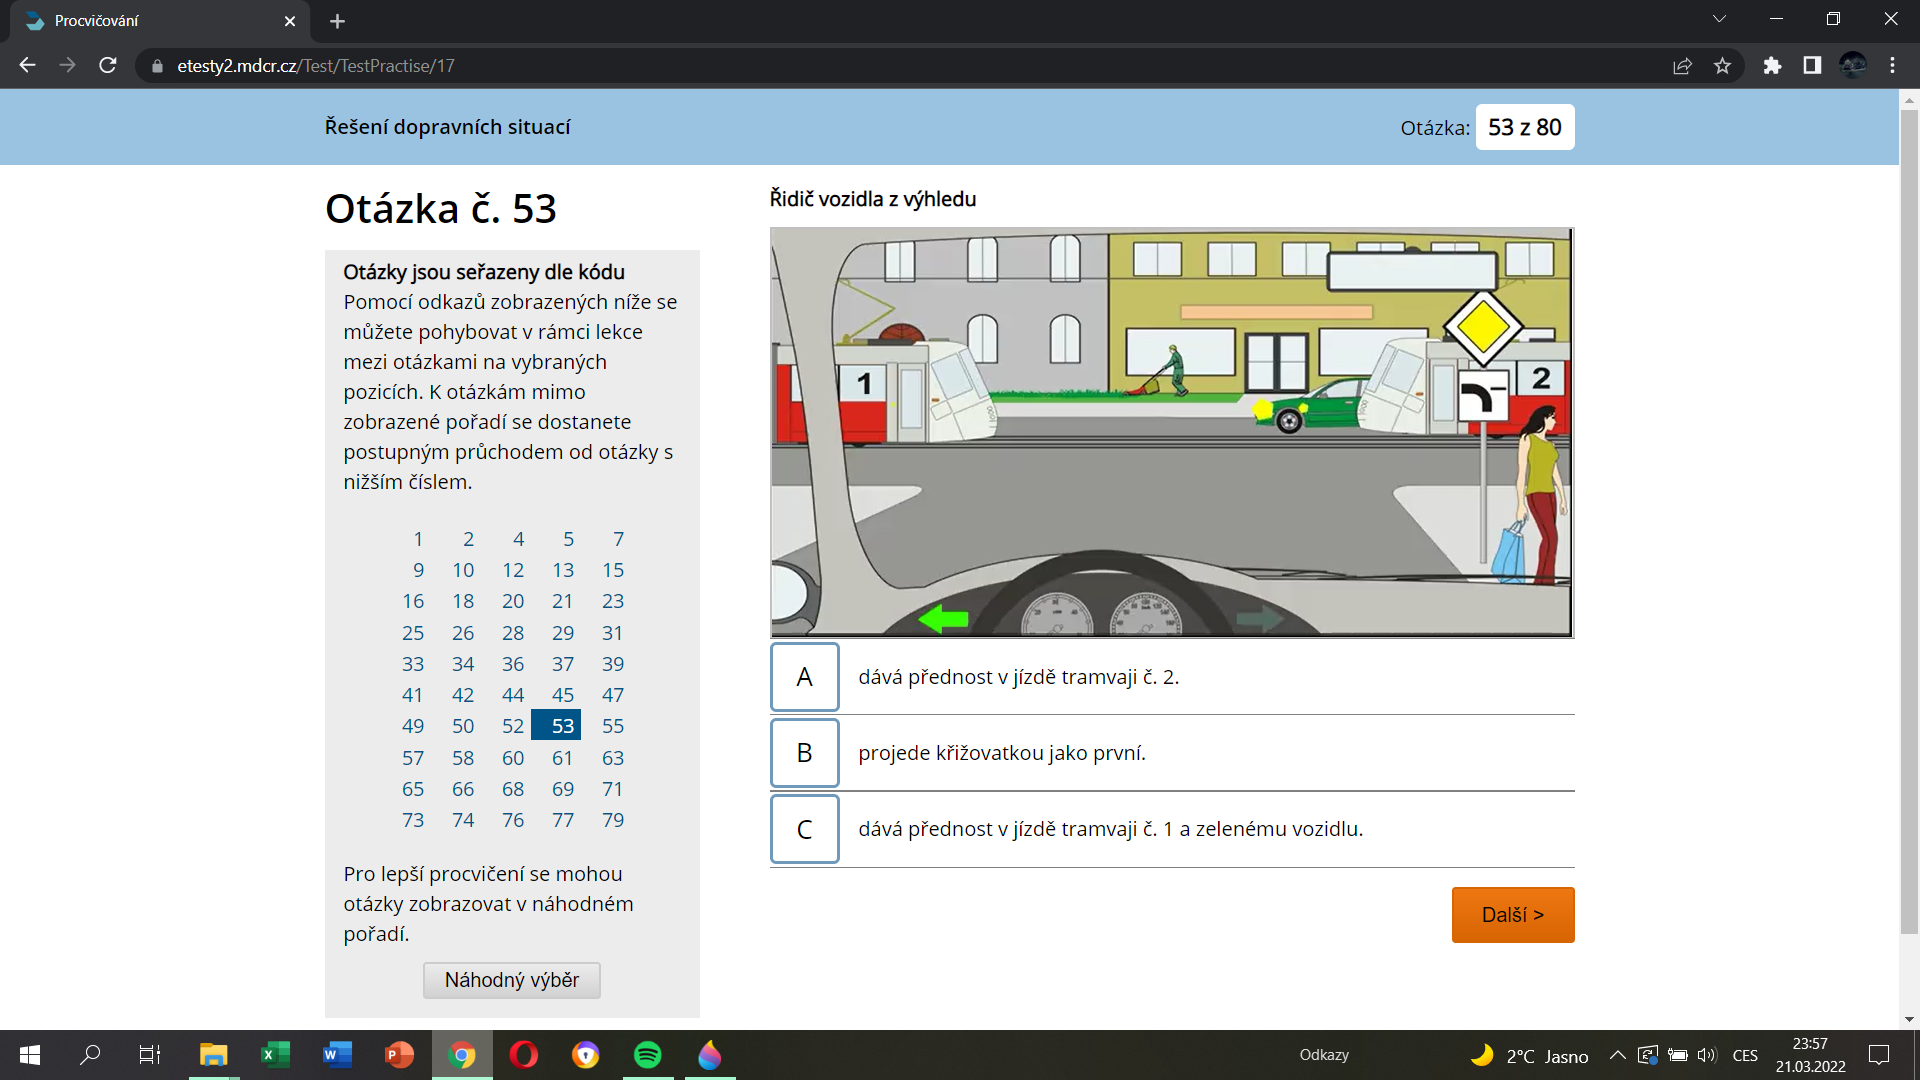 Procvičování
etesty2.mdcr.cz/Test/TestPractise/17
Řešení dopravních situací
Otázka: 53 z 80
Otázka č. 53
Otázky jsou seřazeny dle kódu
Pomocí odkazů zobrazených níže se
můžete pohybovat v rámci lekce
mezi otázkami na vybraných
pozicích. K otázkám mimo
zobrazené pořadí se dostanete
postupným průchodem od otázky s
nižším číslem.
1 2 4 5 7
9 10 12 13 15
16 18 20 21 23
25 26 28 29 31
33 34 36 37 39
41 42 44 45 47
49 50 52 53 55
57 58 60 61 63
65 66 68 69 71
73 74 76 77 79
Pro lepší procvičení se mohou
otázky zobrazovat v náhodném
pořadí.
Náhodný výběr
Řidič vozidla z výhledu
1
2
A dává přednost v jízdě tramvaji č. 2.
B projede křižovatkou jako první.
C dává přednost v jízdě tramvaji č. 1 a zelenému vozidlu.
Další >
Odkazy
2°C Jasno
CES
23:57
21.03.2022